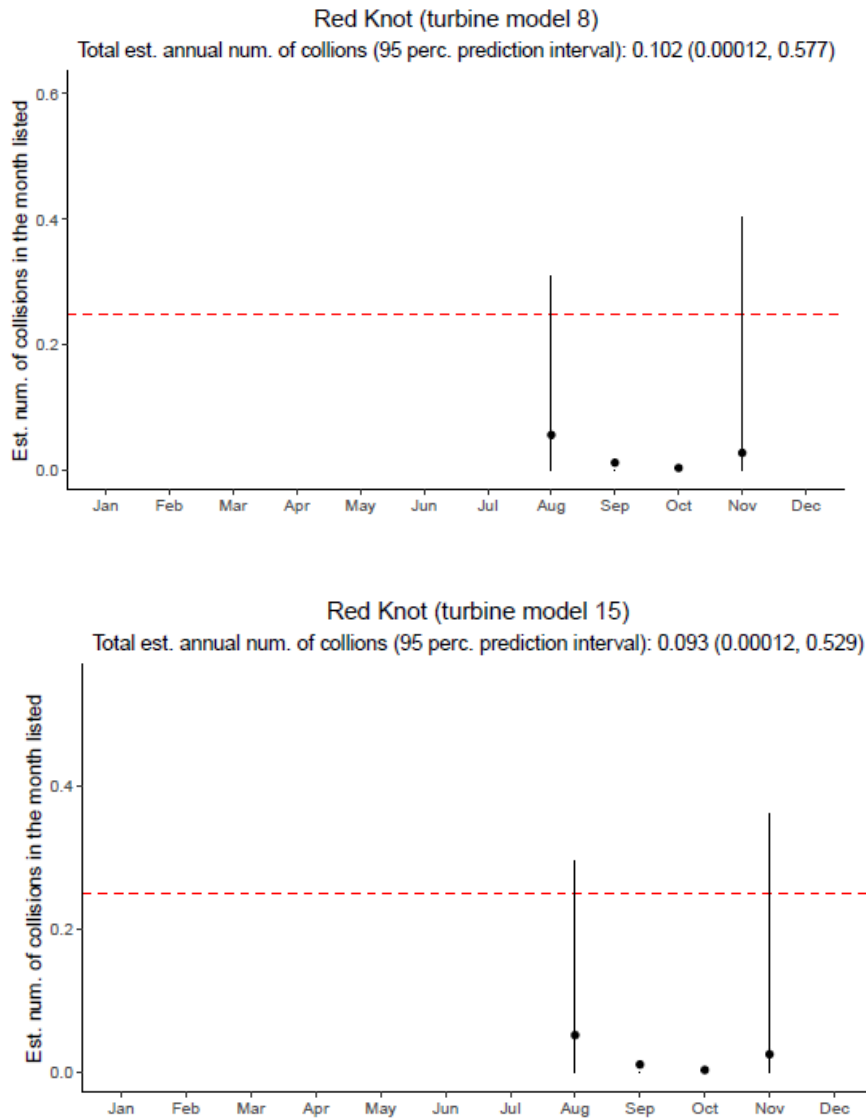 Red Knot (turbine model 8)
Total est. annual num. of collions (95 perc. prediction interval): 0.102 (0.00012, 0.577)
Est. num. of collisions in the month listed
0.6
0.4
0.2
0.0
Jan Feb Mar Apr May Jun Jul Aug Sep Oct Nov Dec
Red Knot (turbine model 15)
Total est. annual num. of collions (95 perc. prediction interval): 0.093 (0.00012, 0.529)
Est. num. of collisions in the month listed
0.4
0.2
0.0
Jan Feb Mar Apr May Jun Jul Aug Sep Oct Nov Dec